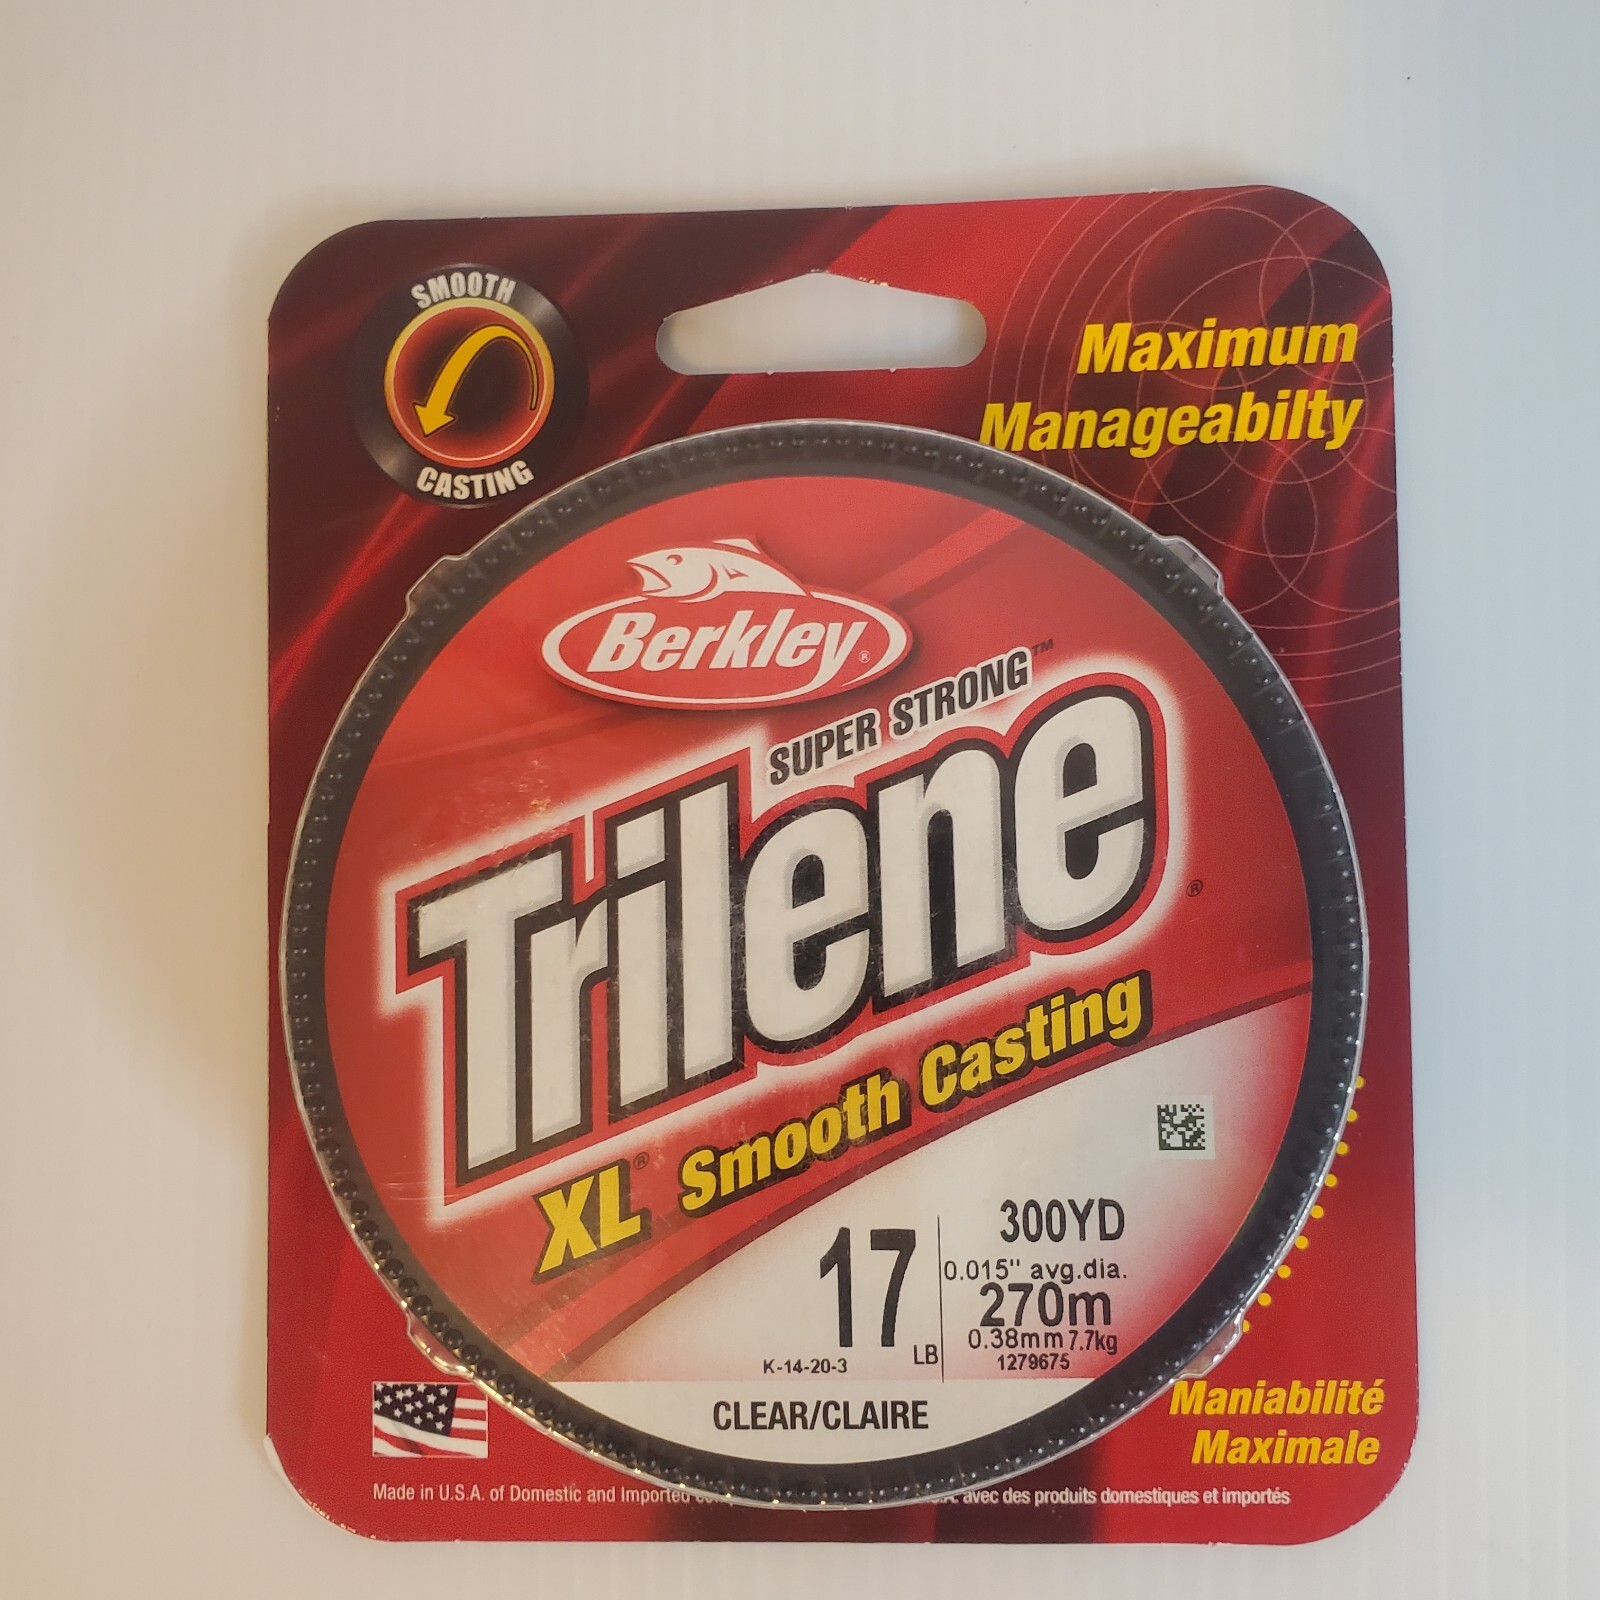 SMOOTH
CASTING
Maximum
Manageabilty
Berkley®
SUPER STRONG™
Trilene®
XL® Smooth Casting
300YD
0.015" avg.dia.
17 LB
270m
0.38mm 7.7kg
K-14-20-3
1279675
CLEAR/CLAIRE
Maniabilité
Maximale
Made in U.S.A. of Domestic and Imported
avec des produits domestiques et importés